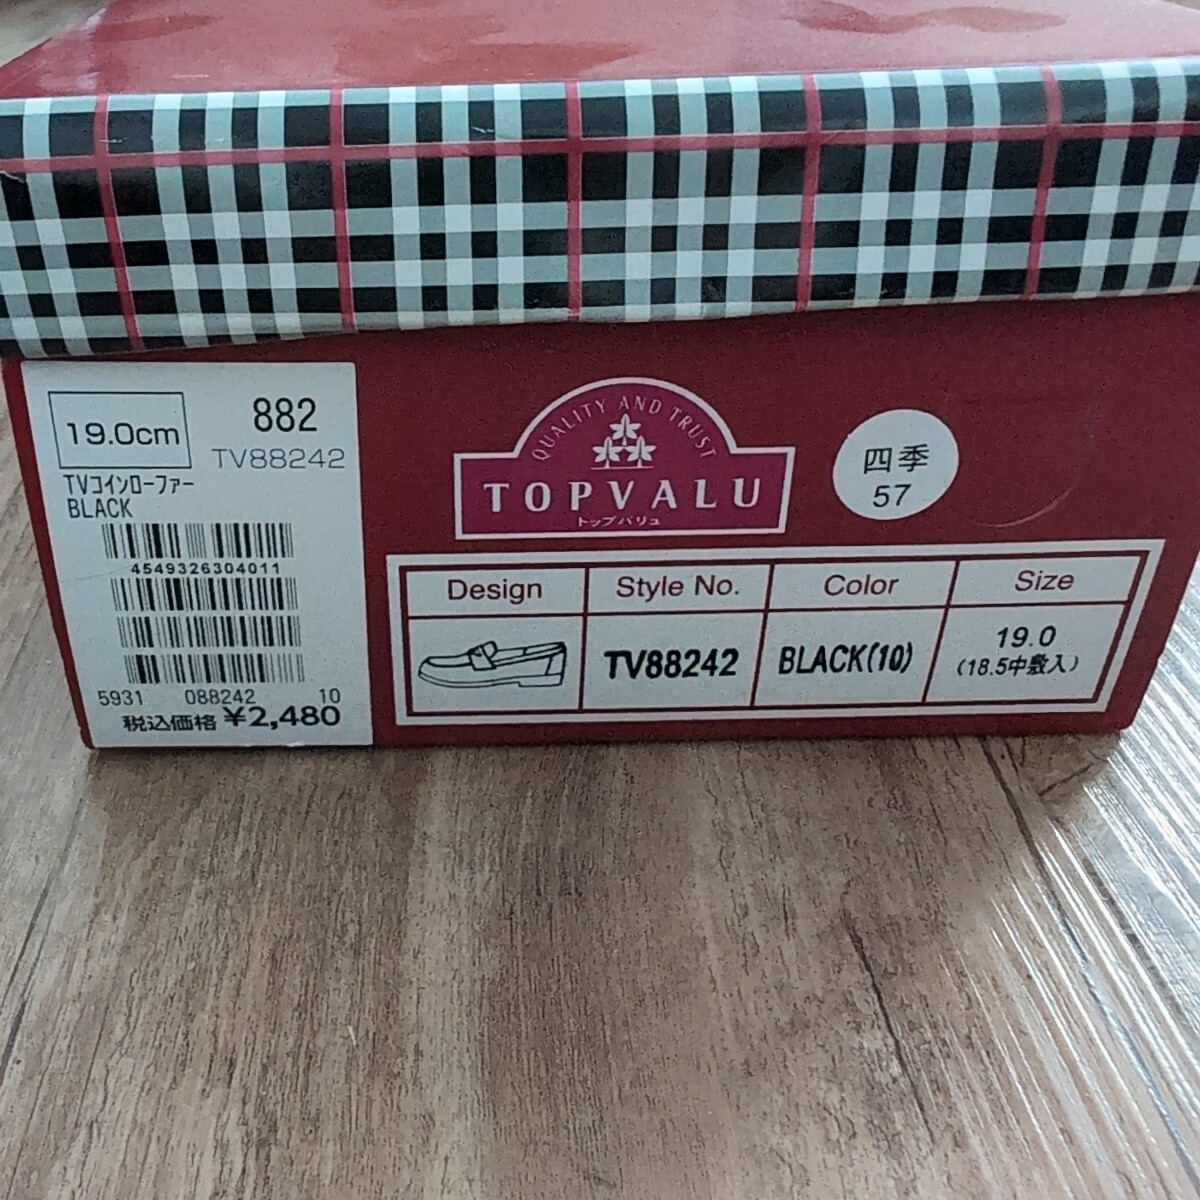 19.0cm
882
TV88242
TVコインローファー
BLACK
4549326304011
5931 088242 10
税込価格 ¥2,480
QUALITY AND TRUST
TOPVALU
トップバリュ
四季
57
Design Style No. Color Size
TV88242 BLACK(10) 19.0
(18.5中敷入)